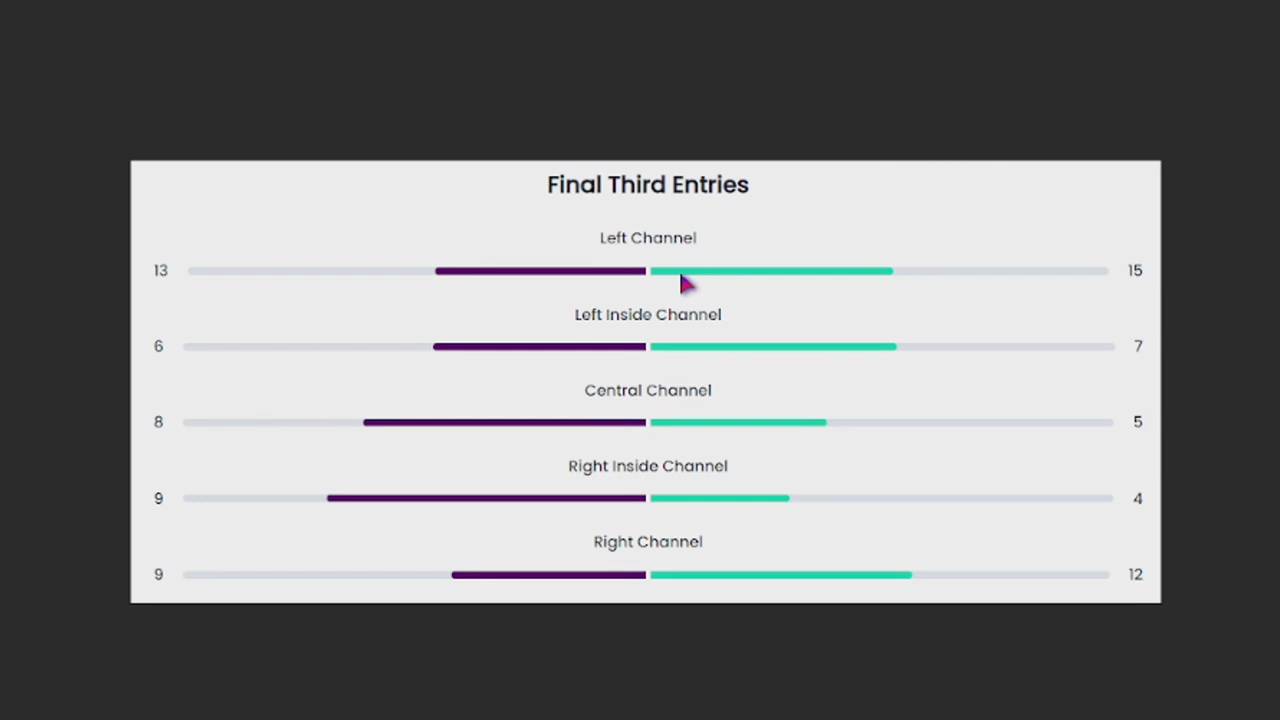 Final Third Entries
Left Channel
13 15
Left Inside Channel
6 7
Central Channel
8 5
Right Inside Channel
9 4
Right Channel
9 12